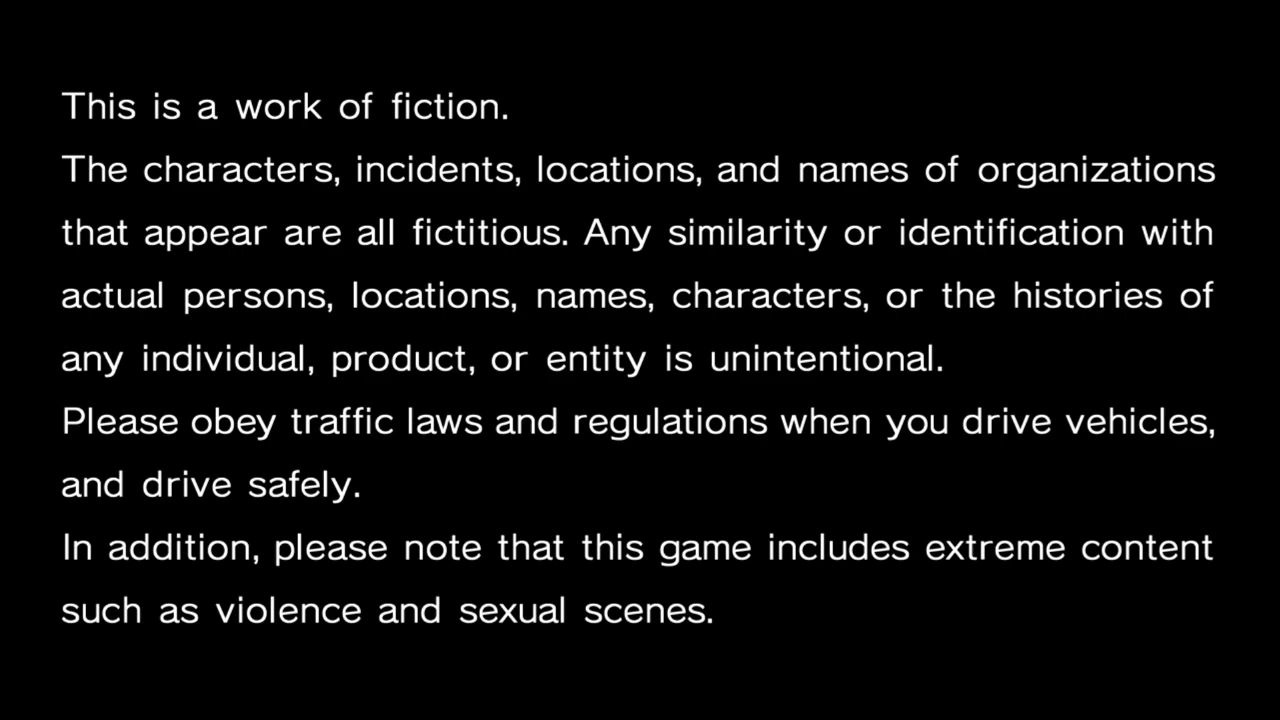 This is a work of fiction.
The characters, incidents, locations, and names of organizations
that appear are all fictitious. Any similarity or identification with
actual persons, locations, names, characters, or the histories of
any individual, product, or entity is unintentional.
Please obey traffic laws and regulations when you drive vehicles,
and drive safely.
In addition, please note that this game includes extreme content
such as violence and sexual scenes.